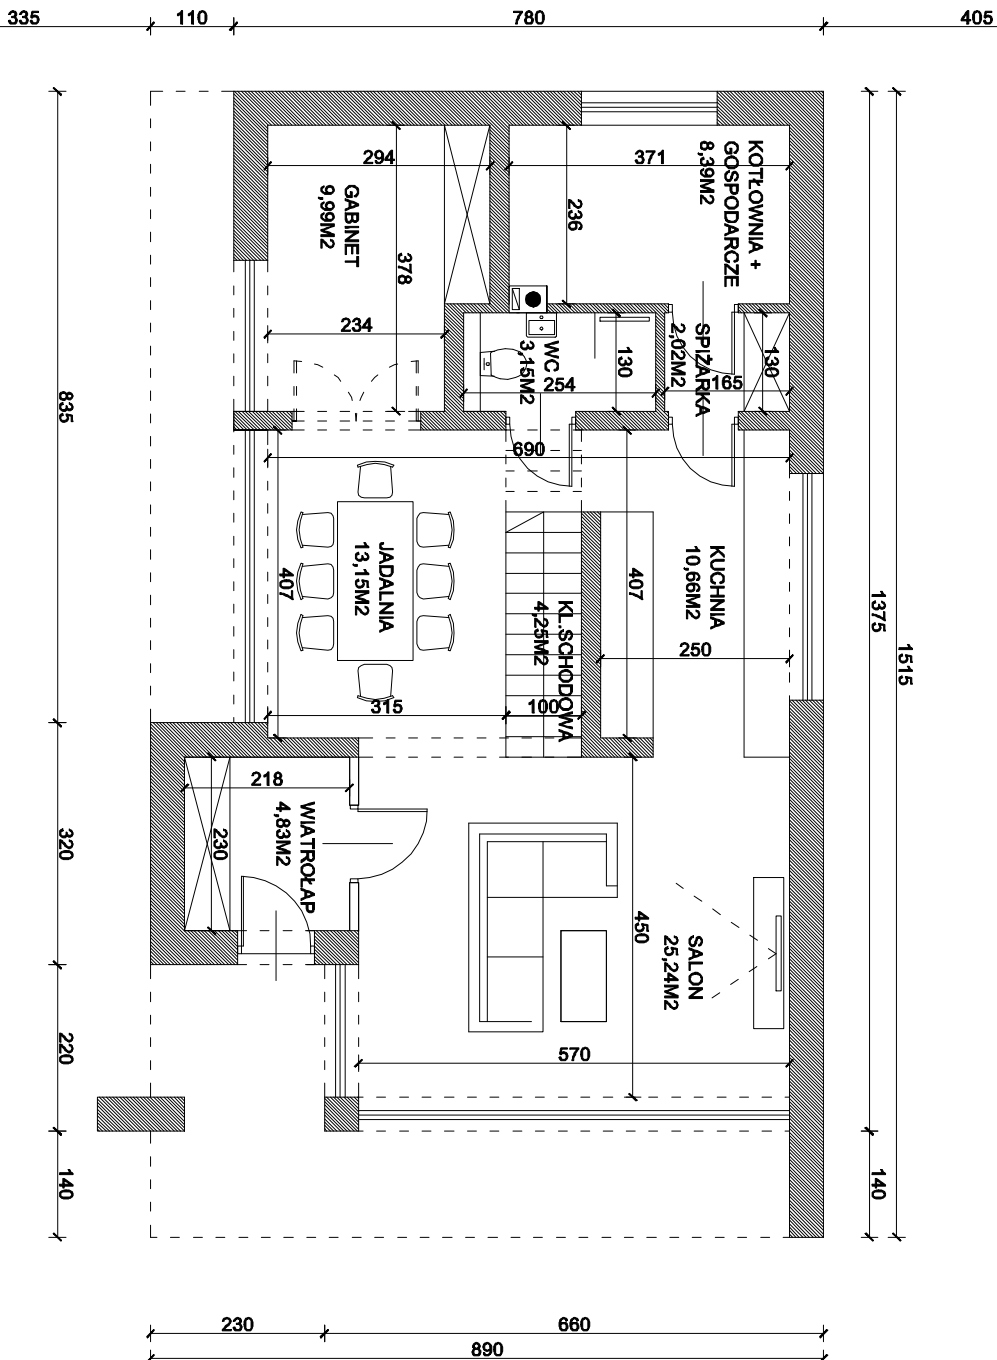 335
110
780
405
294
371
KOTŁOWNIA +
GOSPODARCZE
8,39M2
GABINET
9,99M2
236
378
234
WC
3,15M2
130
254
SPIŻARKA
2,02M2
130
165
835
690
JADALNIA
13,15M2
407
KL.SCHODOWA
4,25M2
407
KUCHNIA
10,66M2
250
1375
1515
315
100
218
WIATROŁAP
4,83M2
230
320
450
SALON
25,24M2
220
570
140
140
230
660
890